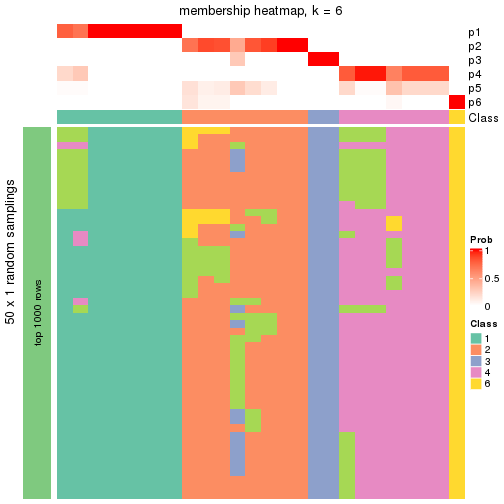 membership heatmap, k = 6
p1
p2
p3
p4
p5
p6
Class
50 x 1 random samplings
top 1000 rows
Prob
1
0.5
0
Class
1
2
3
4
6